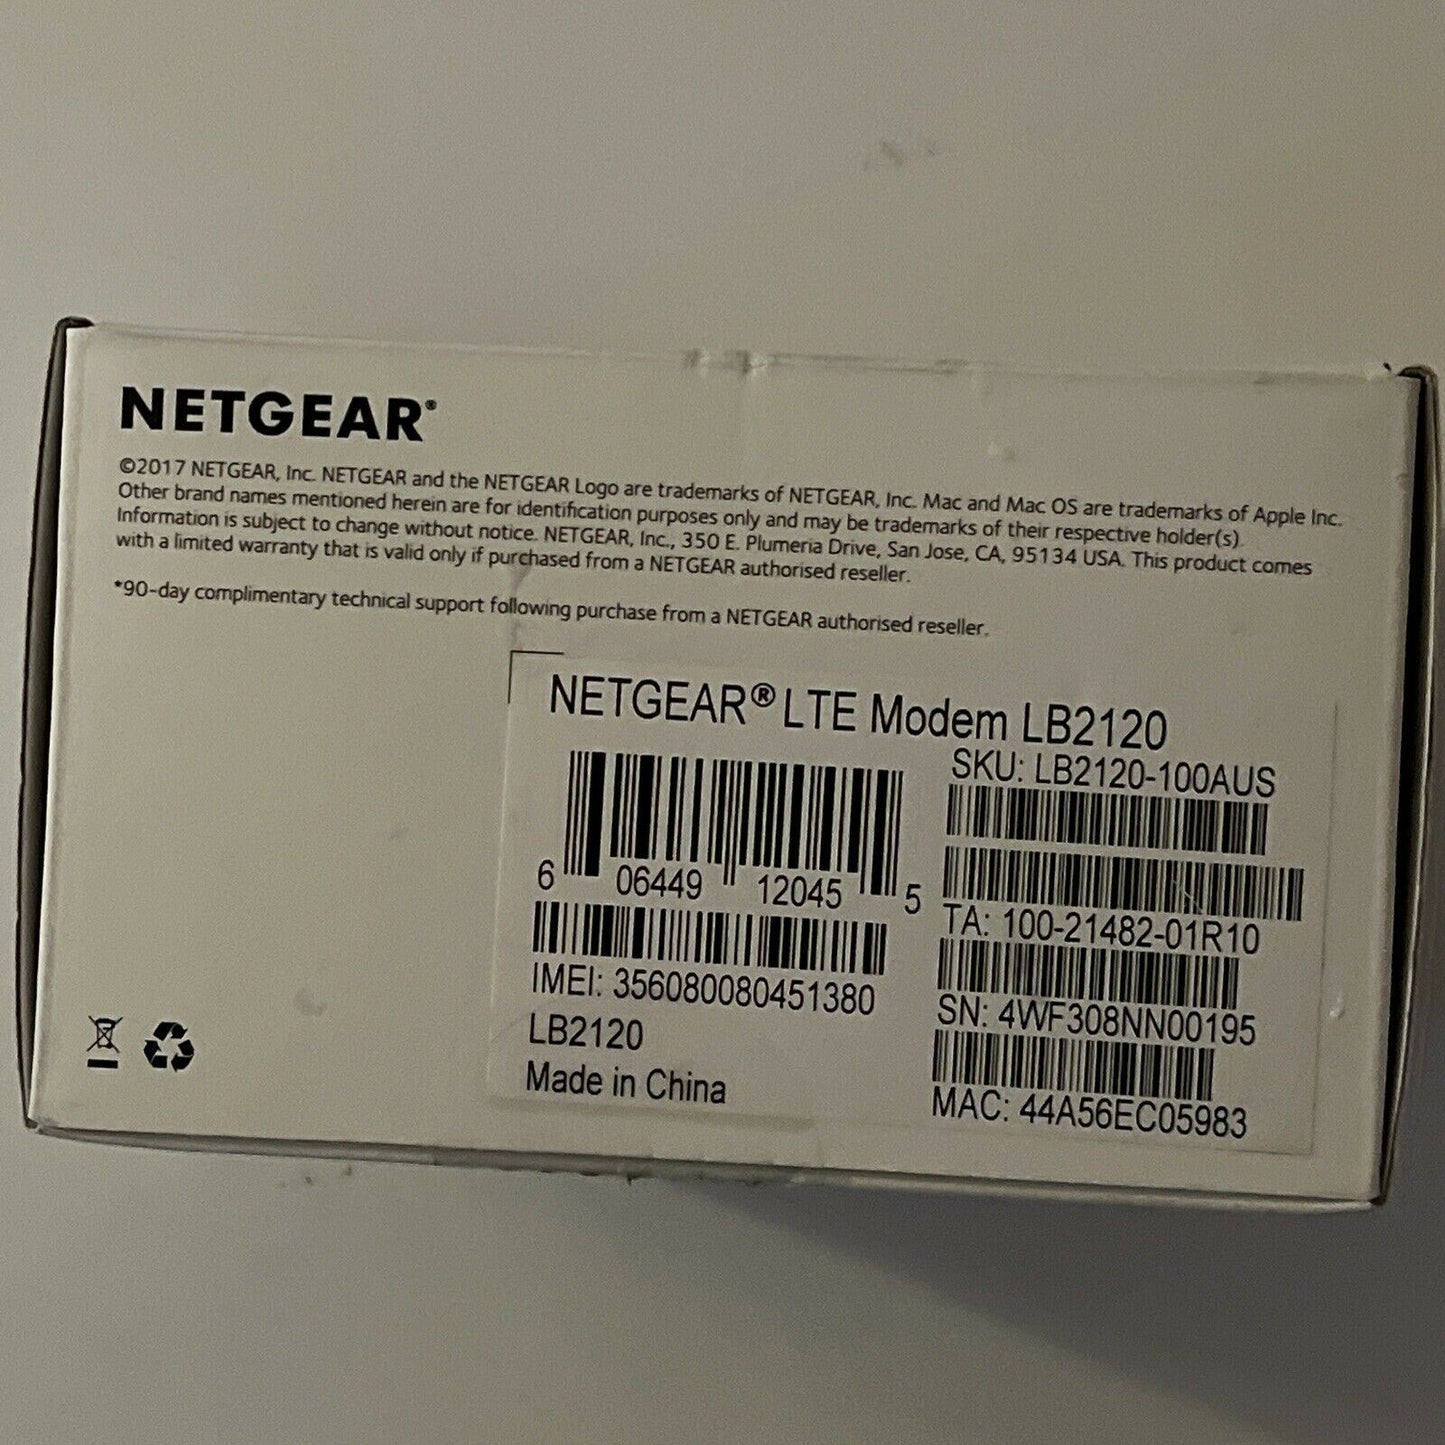 NETGEAR®
©2017 NETGEAR, Inc. NETGEAR and the NETGEAR Logo are trademarks of NETGEAR, Inc. Mac and Mac OS are trademarks of Apple Inc.
Other brand names mentioned herein are for identification purposes only and may be trademarks of their respective holder(s).
Information is subject to change without notice. NETGEAR, Inc., 350 E. Plumeria Drive, San Jose, CA, 95134 USA. This product comes
with a limited warranty that is valid only if purchased from a NETGEAR authorised reseller.
*90-day complimentary technical support following purchase from a NETGEAR authorised reseller.
NETGEAR® LTE Modem LB2120
6 06449 12045 5
IMEI: 356080080451380
LB2120
Made in China
SKU: LB2120-100AUS
TA: 100-21482-01R10
SN: 4WF308NN00195
MAC: 44A56EC05983